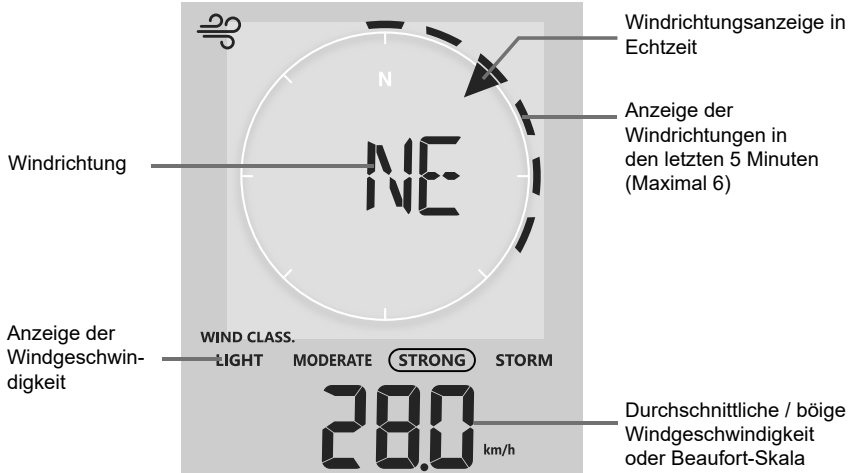 Windrichtungsanzeige in
Echtzeit
N
Anzeige der
Windrichtungen in
den letzten 5 Minuten
(Maximal 6)
Windrichtung
NE
Anzeige der
Windgeschwin-
digkeit
WIND CLASS.
LIGHT MODERATE STRONG STORM
28.0 km/h
Durchschnittliche / böige
Windgeschwindigkeit
oder Beaufort-Skala